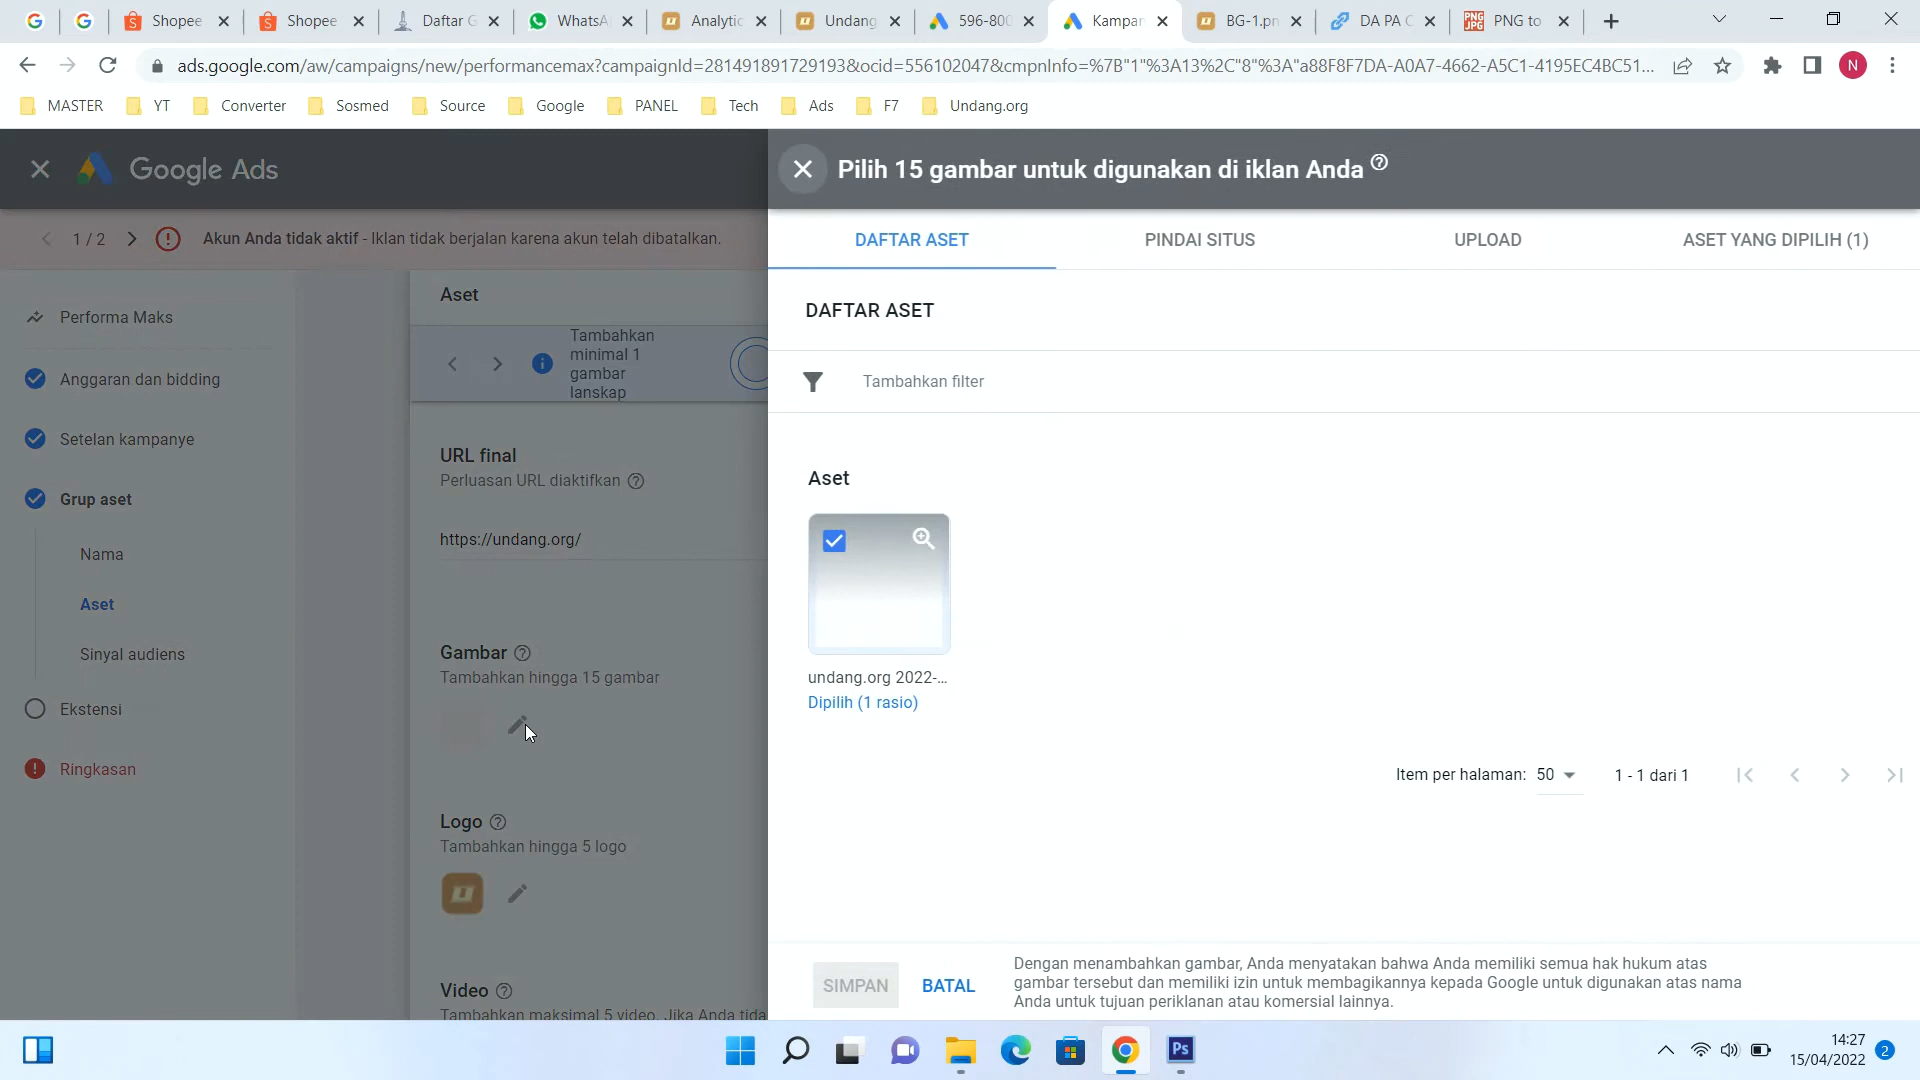 Shopee
Shopee
Daftar G
WhatsA
Analytic
Undang
596-800
Kampan
BG-1.pn
DA PA C
PNG to
ads.google.com/aw/campaigns/new/performancemax?campaignId=281491891729193&ocid=556102047&cmpnInfo=%7B"1"%3A13%2C"8"%3A"a88F8F7DA-A0A7-4662-A5C1-4195EC4BC51...
N
MASTER
YT
Converter
Sosmed
Source
Google
PANEL
Tech
Ads
F7
Undang.org
Google Ads
Pilih 15 gambar untuk digunakan di iklan Anda
1 / 2
Akun Anda tidak aktif - Iklan tidak berjalan karena akun telah dibatalkan.
DAFTAR ASET
PINDAI SITUS
UPLOAD
ASET YANG DIPILIH (1)
Performa Maks
Anggaran dan bidding
Setelan kampanye
Grup aset
Nama
Aset
Sinyal audiens
Ekstensi
Ringkasan
Aset
Tambahkan
minimal 1
gambar
lanskap
URL final
Perluasan URL diaktifkan
https://undang.org/
Gambar
Tambahkan hingga 15 gambar
Logo
Tambahkan hingga 5 logo
Video
Tambahkan maksimal 5 video. Jika Anda tida
DAFTAR ASET
Tambahkan filter
Aset
undang.org 2022-...
Dipilih (1 rasio)
Item per halaman: 50
1 - 1 dari 1
SIMPAN
BATAL
Dengan menambahkan gambar, Anda menyatakan bahwa Anda memiliki semua hak hukum atas
gambar tersebut dan memiliki izin untuk membagikannya kepada Google untuk digunakan atas nama
Anda untuk tujuan periklanan atau komersial lainnya.
Ps
14:27
15/04/2022
2